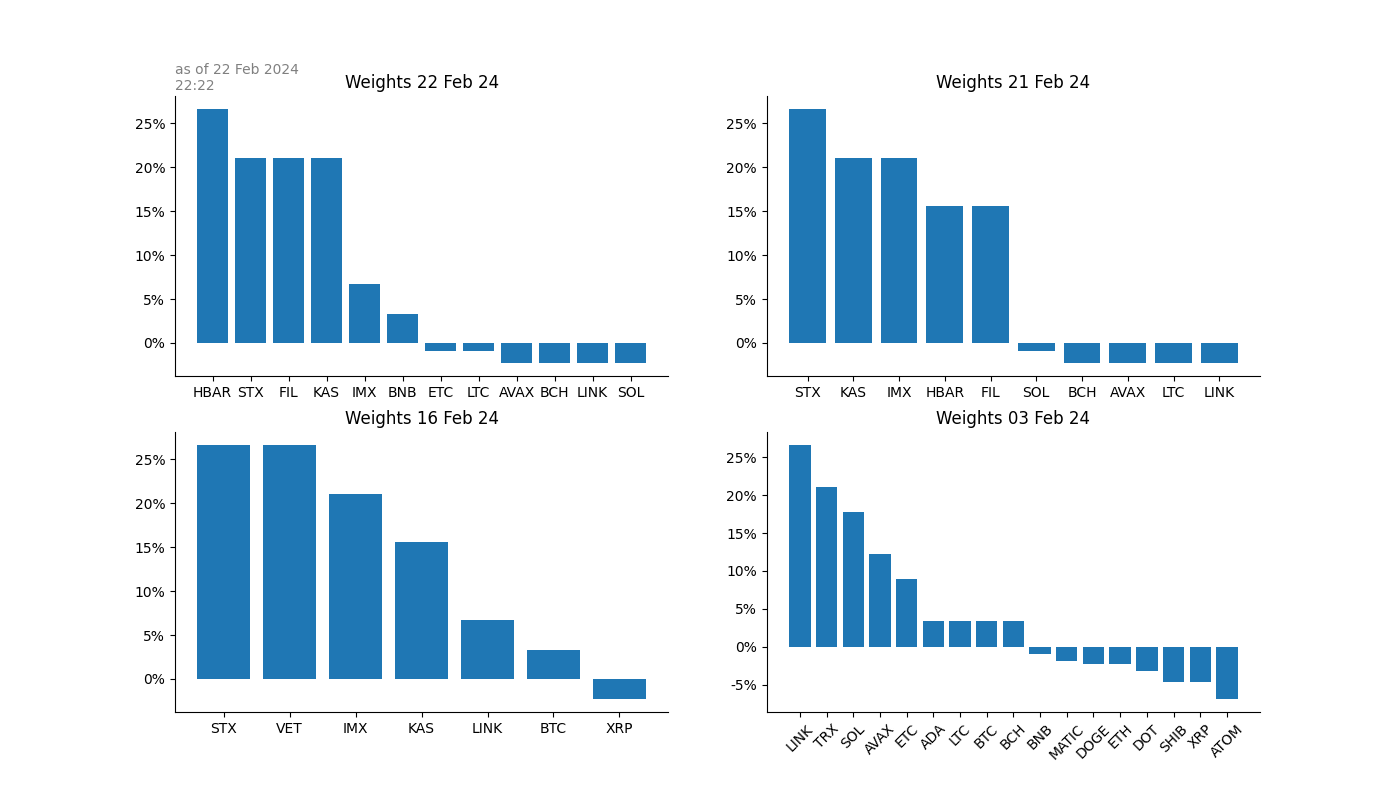 as of 22 Feb 2024
22:22
Weights 22 Feb 24
25%
20%
15%
10%
5%
0%
HBAR STX FIL KAS IMX BNB ETC LTC AVAX BCH LINK SOL
Weights 21 Feb 24
25%
20%
15%
10%
5%
0%
STX KAS IMX HBAR FIL SOL BCH AVAX LTC LINK
Weights 16 Feb 24
25%
20%
15%
10%
5%
0%
STX VET IMX KAS LINK BTC XRP
Weights 03 Feb 24
25%
20%
15%
10%
5%
0%
-5%
LINK TRX SOL AVAX ETC ADA LTC BTC BCH BNB MATIC DOGE ETH DOT SHIB XRP ATOM